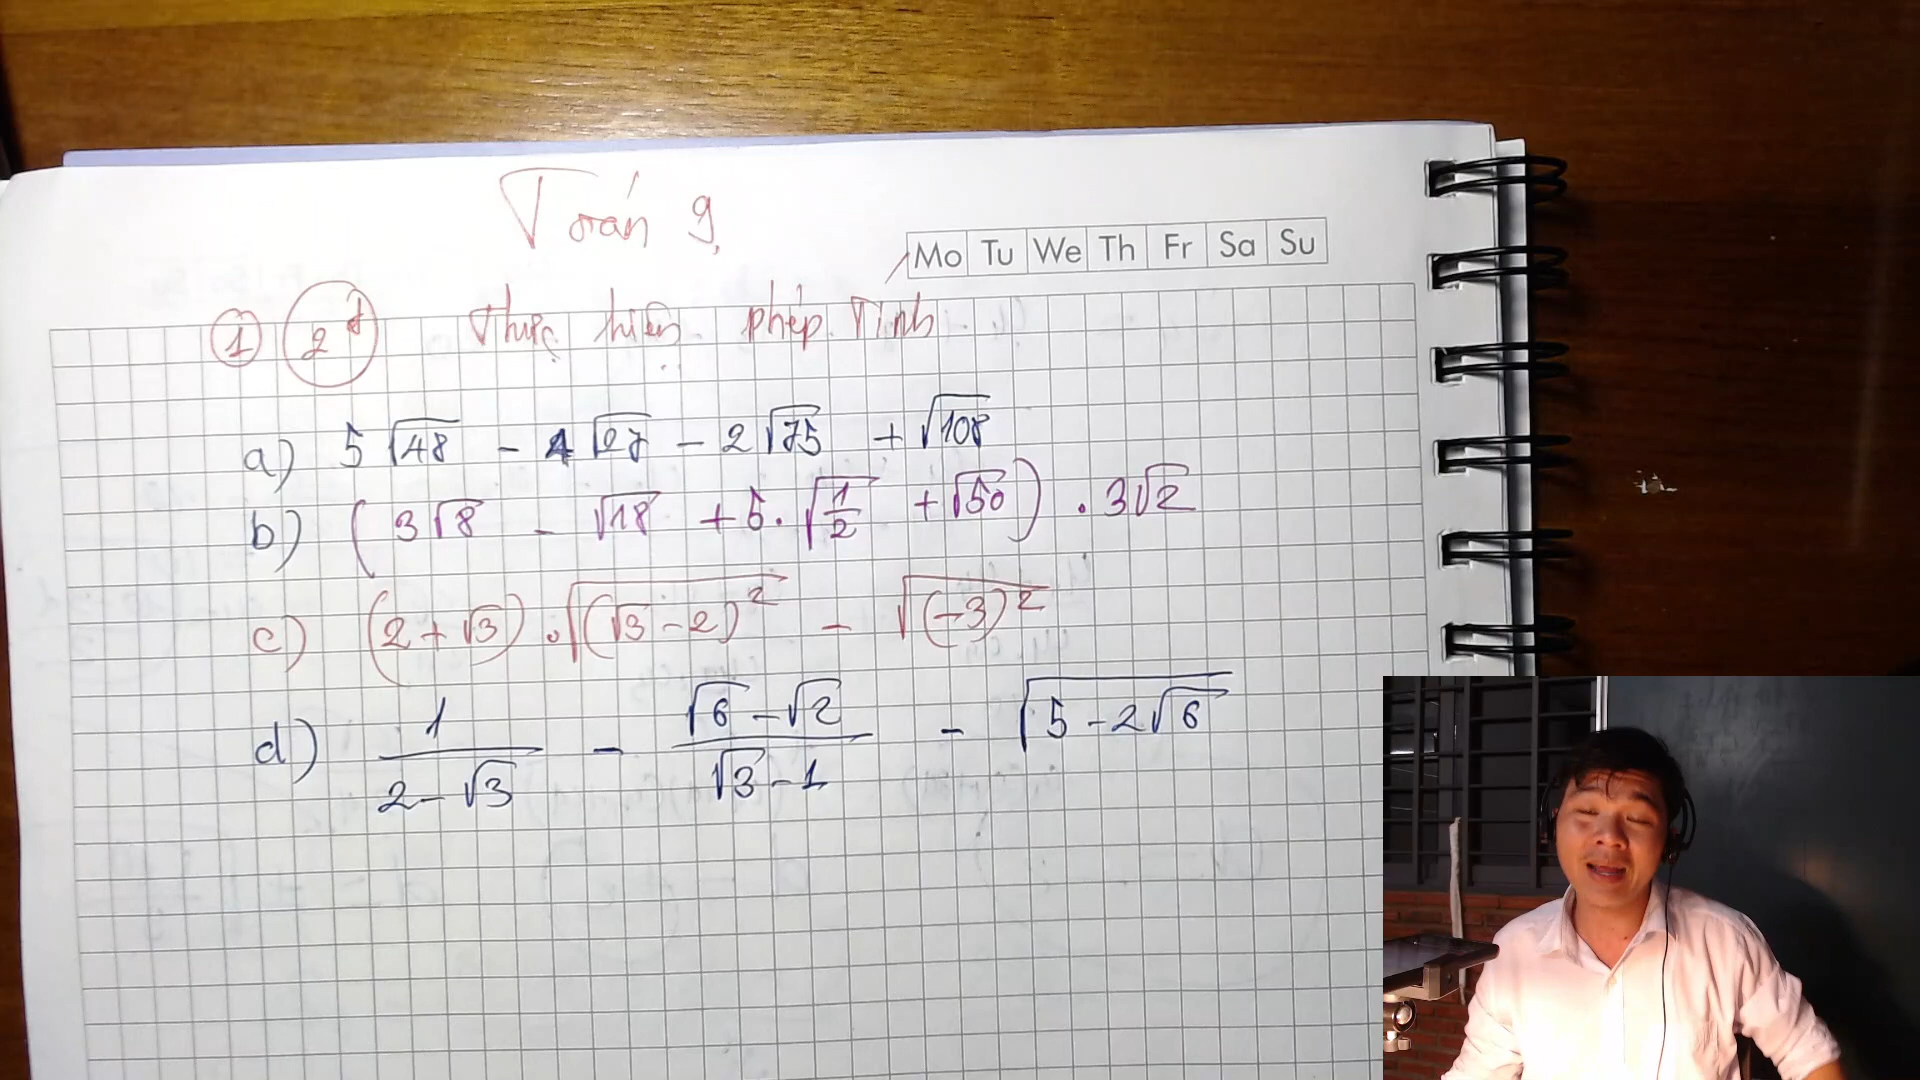 Toán 9
Mo Tu We Th Fr Sa Su
① 2đ Thực hiện phép tính
a) 5√48 - 4√27 - 2√75 + √108
b) (3√8 - √18 + 5.√(1/2) + √50) . 3√2
c) (2+√3) . √((√3-2)²) - √((-3)²)
d) 1/(2-√3) - (√6-√2)/(√3-1) - √(5-2√6)